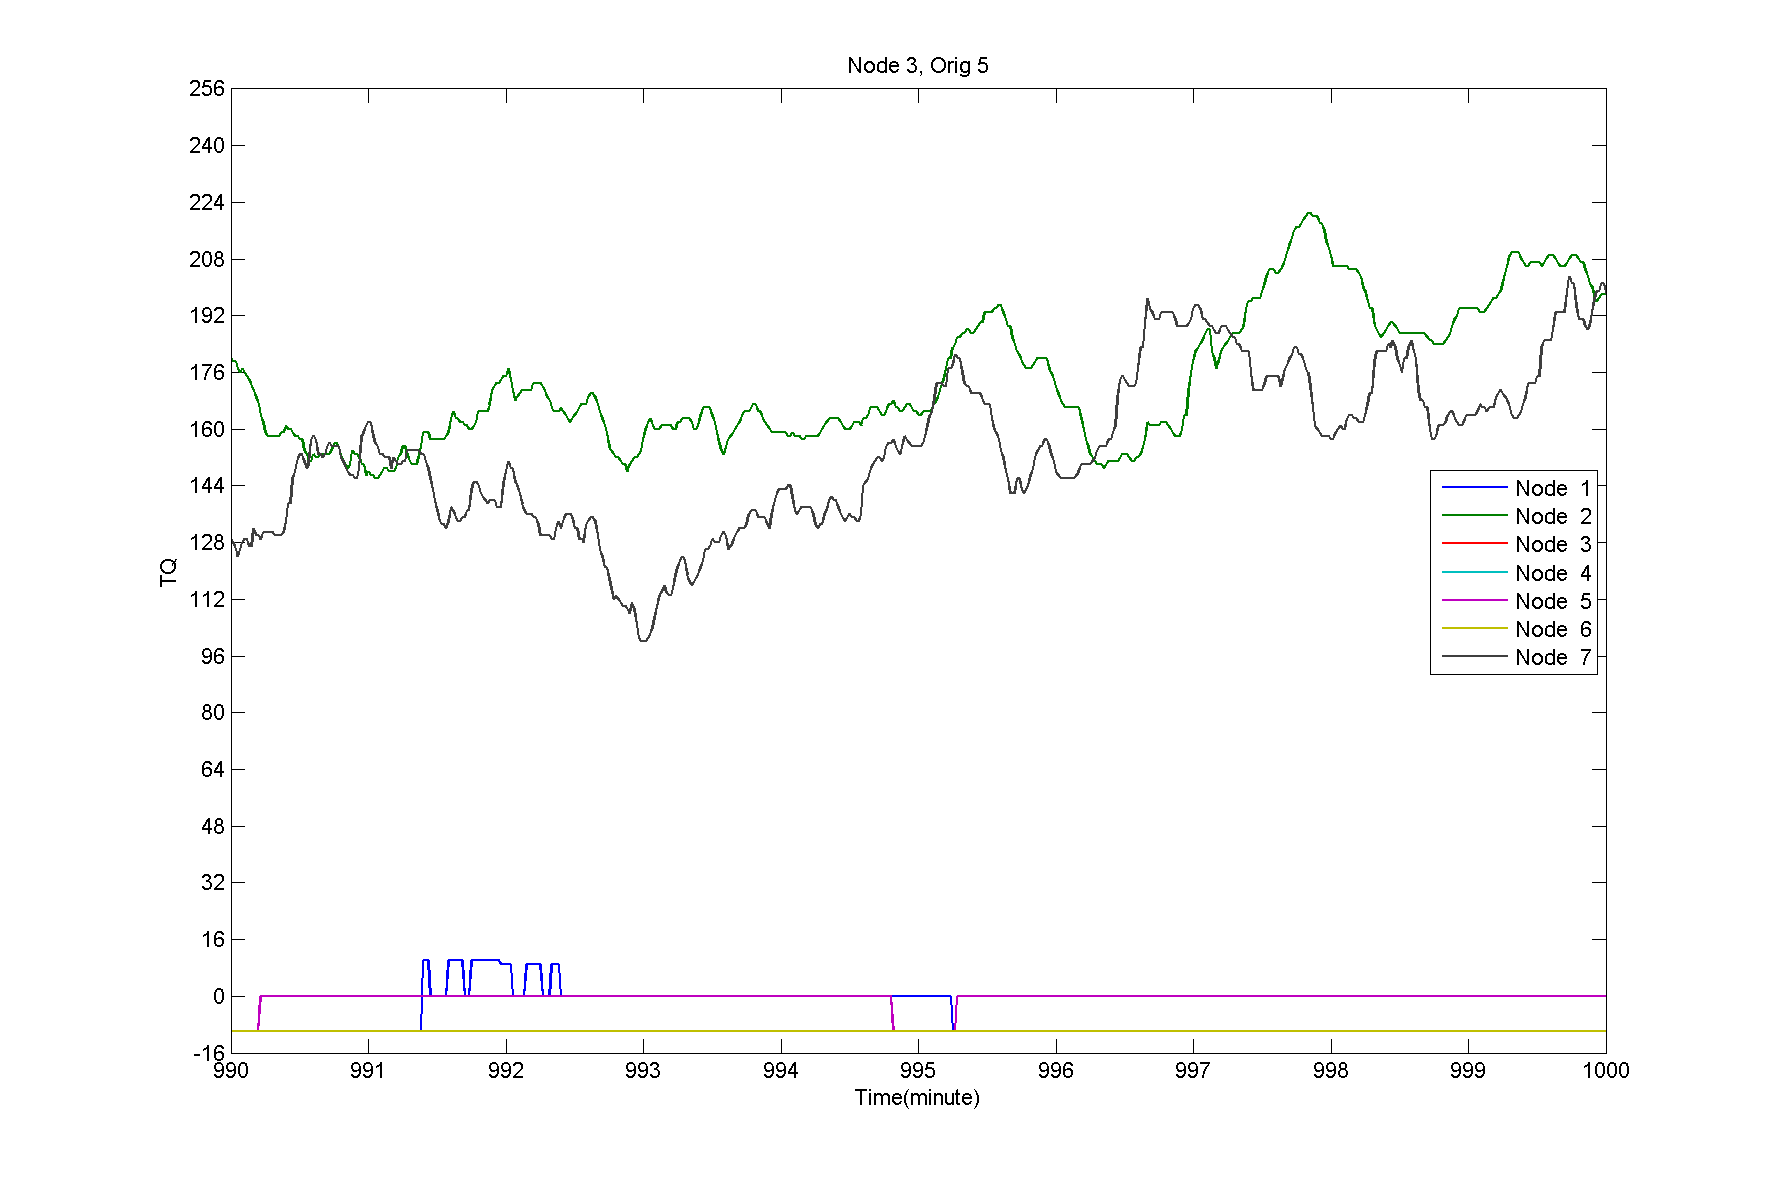 Node 3, Orig 5
256
240
224
208
192
176
160
144
128
112
96
80
64
48
32
16
0
-16
TQ
Node 1
Node 2
Node 3
Node 4
Node 5
Node 6
Node 7
990 991 992 993 994 995 996 997 998 999 1000
Time(minute)